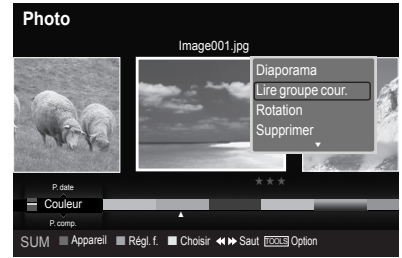 Photo
Image001.jpg
Diaporama
Lire groupe cour.
Rotation
Supprimer
P. date
Couleur
P. comp.
SUM Appareil Régl. f. Choisir Saut TOOLS Option